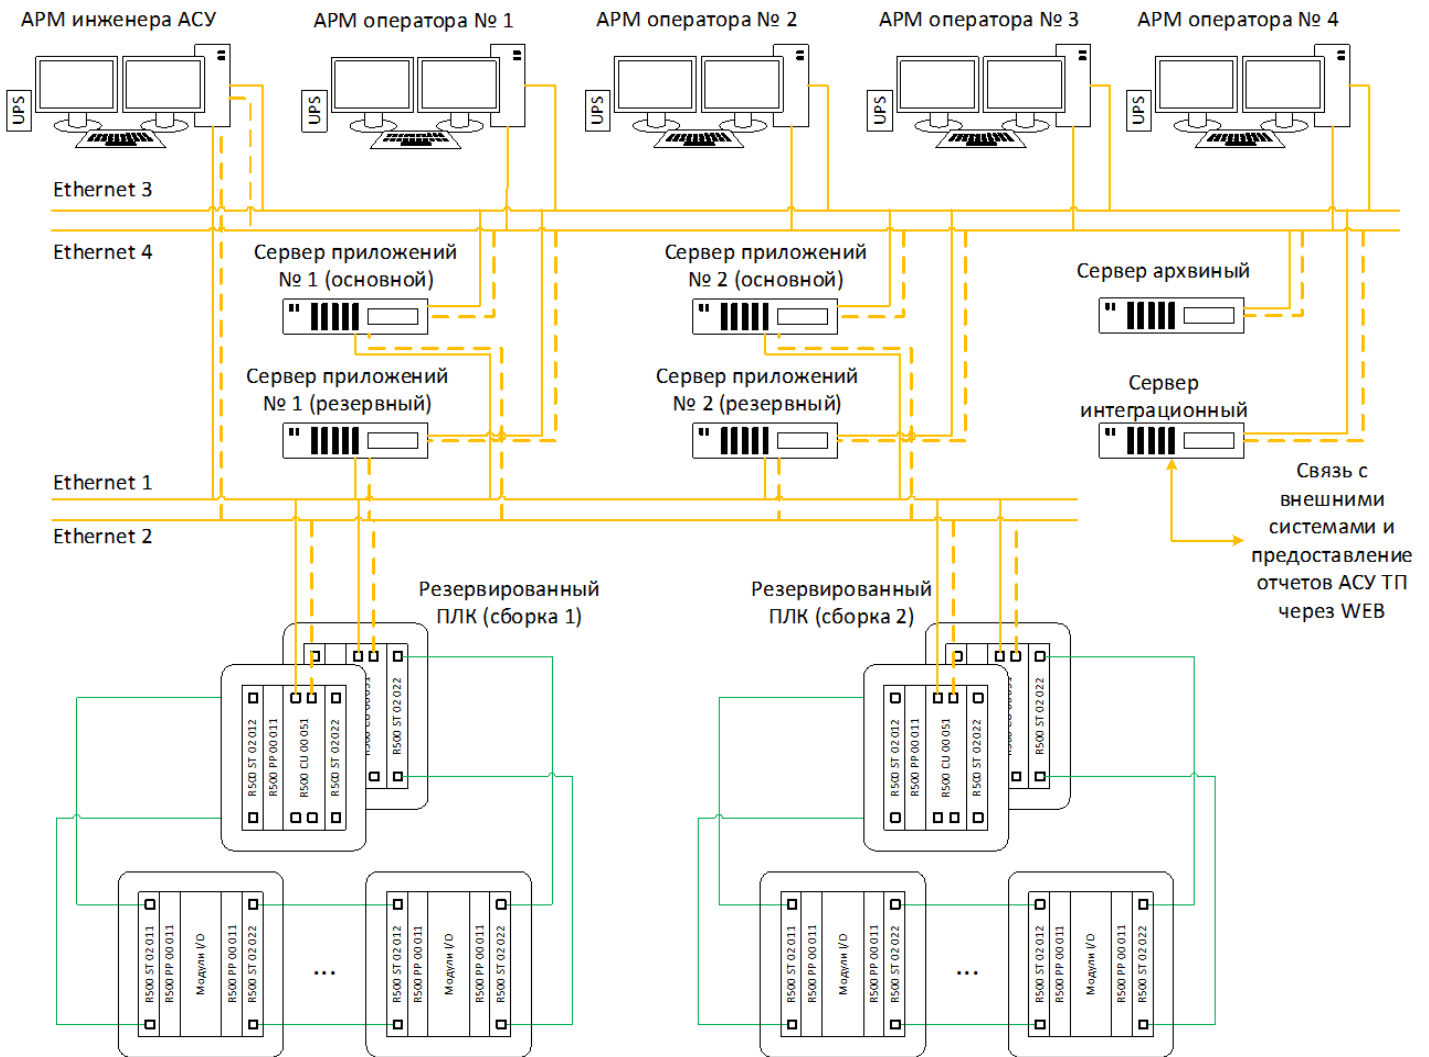 АРМ инженера АСУ
АРМ оператора № 1
АРМ оператора № 2
АРМ оператора № 3
АРМ оператора № 4
UPS
UPS
UPS
UPS
UPS
Ethernet 3
Ethernet 4
Сервер приложений
№ 1 (основной)
Сервер приложений
№ 2 (основной)
Сервер архвиный
Сервер приложений
№ 1 (резервный)
Сервер приложений
№ 2 (резервный)
Сервер
интеграционный
Ethernet 1
Ethernet 2
Связь с
внешними
системами и
предоставление
отчетов АСУ ТП
через WEB
Резервированный
ПЛК (сборка 1)
Резервированный
ПЛК (сборка 2)
R500 ST 02 012
R500 PP 00 011
R500 CU 00 051
R500 ST 02 022
R500 CU 00 051
R500 ST 02 022
R500 ST 02 012
R500 PP 00 011
R500 CU 00 051
R500 ST 02 022
R500 CU 00 051
R500 ST 02 022
R500 ST 02 011
R500 PP 00 011
Модули I/O
R500 PP 00 011
R500 ST 02 022
...
R500 ST 02 012
R500 PP 00 011
Модули I/O
R500 PP 00 011
R500 ST 02 022
R500 ST 02 011
R500 PP 00 011
Модули I/O
R500 PP 00 011
R500 ST 02 022
...
R500 ST 02 012
R500 PP 00 011
Модули I/O
R500 PP 00 011
R500 ST 02 022